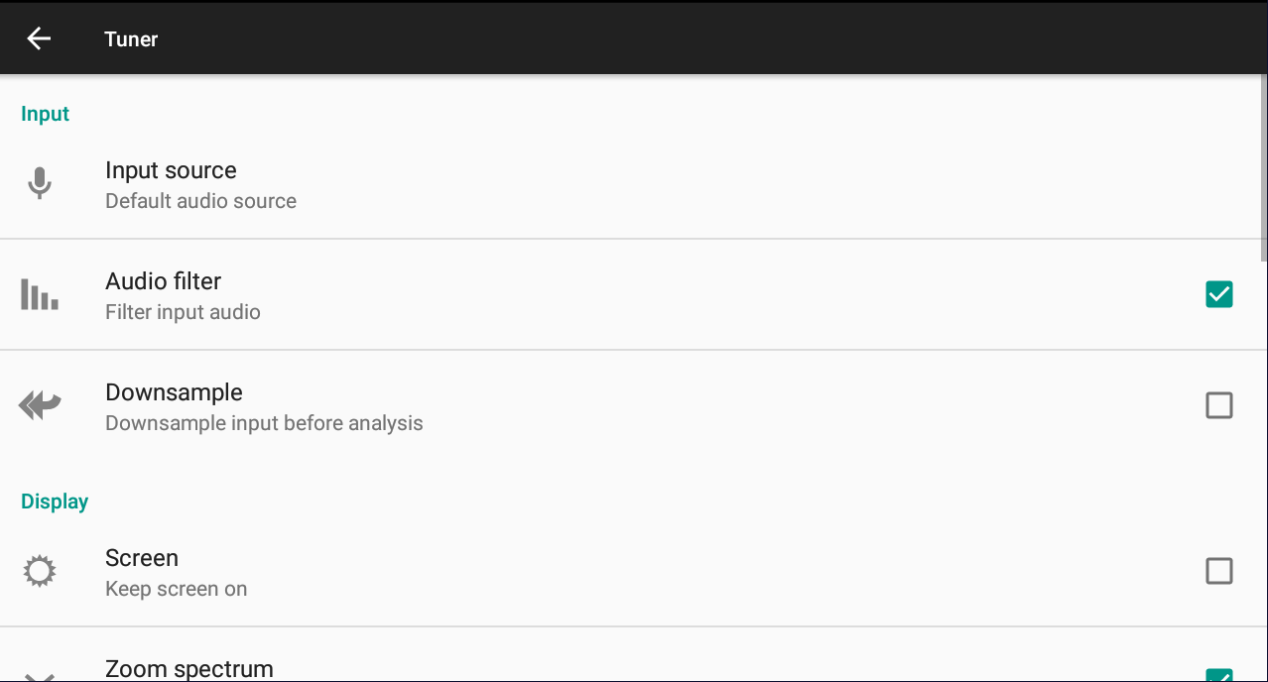 Tuner
Input
Input source
Default audio source
Audio filter
Filter input audio
Downsample
Downsample input before analysis
Display
Screen
Keep screen on
Zoom spectrum